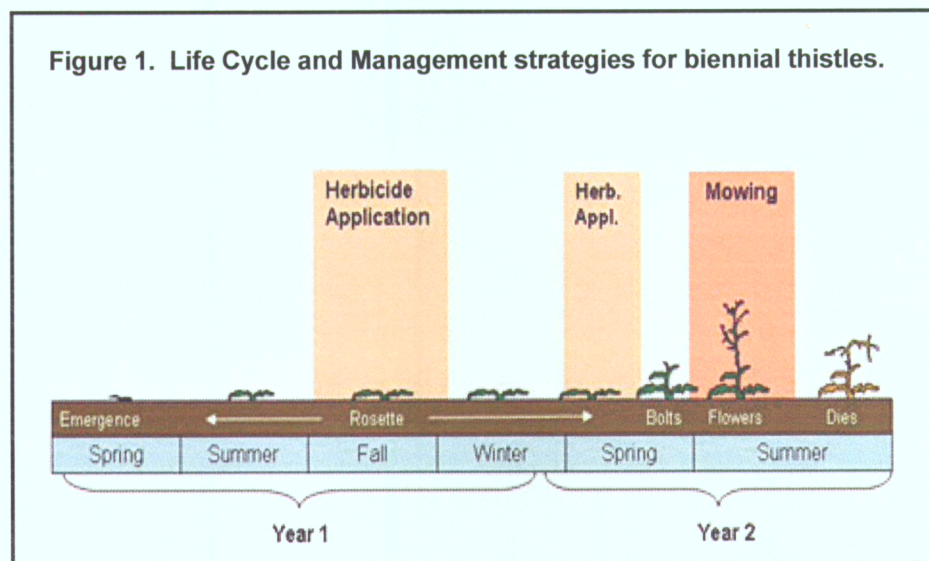 Figure 1.  Life Cycle and Management strategies for biennial thistles.
Herbicide
Application
Herb.
Appl.
Mowing
Emergence
Rosette
Bolts
Flowers
Dies
Spring
Summer
Fall
Winter
Spring
Summer
Year 1
Year 2